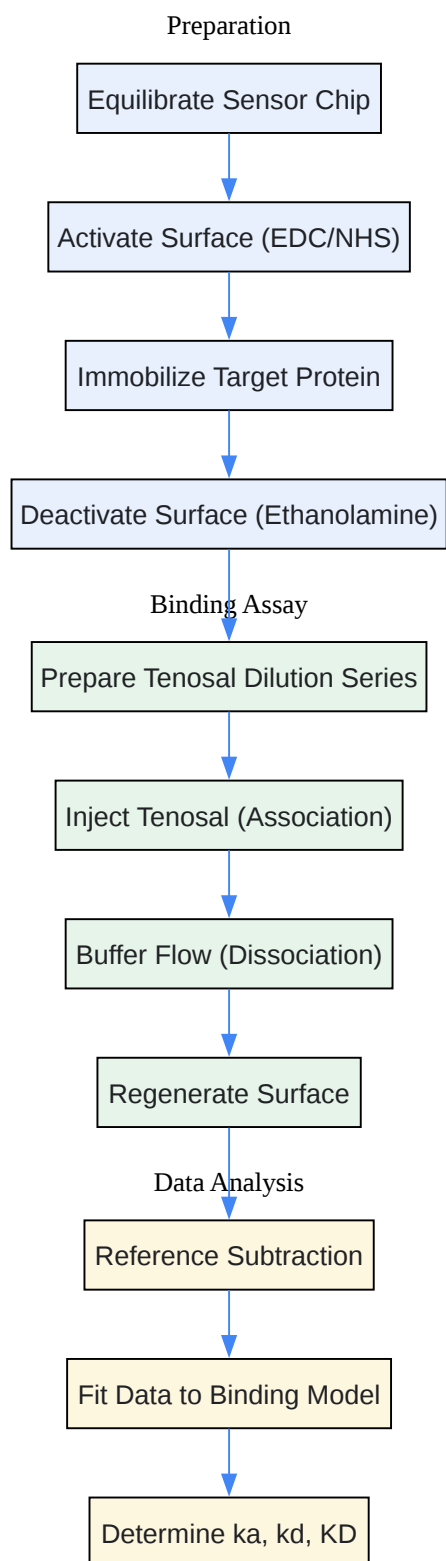 Preparation
Equilibrate Sensor Chip
Activate Surface (EDC/NHS)
Immobilize Target Protein
Deactivate Surface (Ethanolamine)
Binding Assay
Prepare Tenosal Dilution Series
Inject Tenosal (Association)
Buffer Flow (Dissociation)
Regenerate Surface
Data Analysis
Reference Subtraction
Fit Data to Binding Model
Determine ka, kd, KD